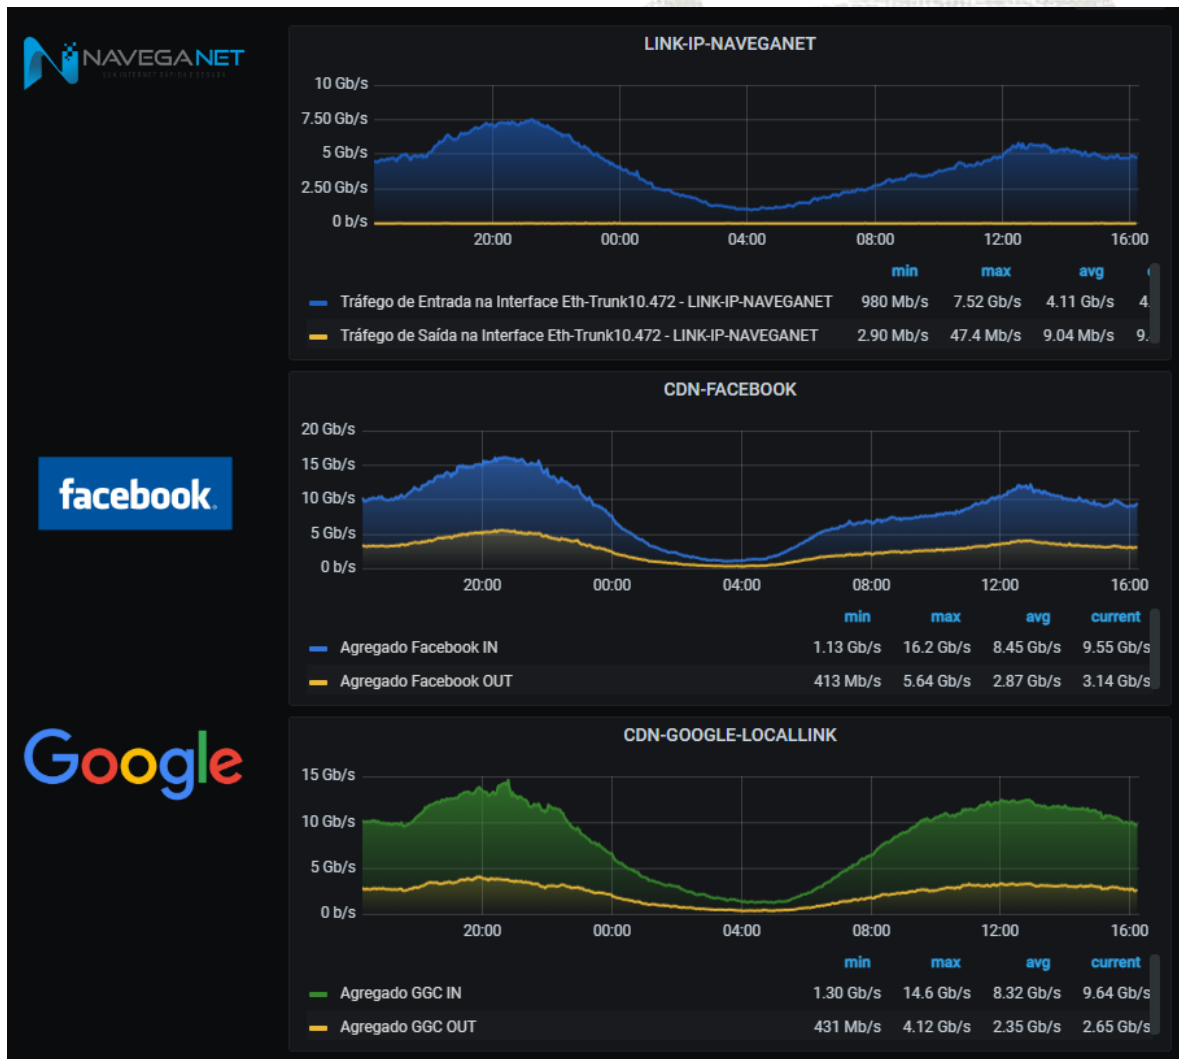 NAVEGANET
SUA INTERNET RÁPIDA E SEGURA
LINK-IP-NAVEGANET
10 Gb/s
7.50 Gb/s
5 Gb/s
2.50 Gb/s
0 b/s
20:00 00:00 04:00 08:00 12:00 16:00
min max avg
Tráfego de Entrada na Interface Eth-Trunk10.472 - LINK-IP-NAVEGANET 980 Mb/s 7.52 Gb/s 4.11 Gb/s 4.
Tráfego de Saída na Interface Eth-Trunk10.472 - LINK-IP-NAVEGANET 2.90 Mb/s 47.4 Mb/s 9.04 Mb/s 9.
facebook.
CDN-FACEBOOK
20 Gb/s
15 Gb/s
10 Gb/s
5 Gb/s
0 b/s
20:00 00:00 04:00 08:00 12:00 16:00
min max avg current
Agregado Facebook IN 1.13 Gb/s 16.2 Gb/s 8.45 Gb/s 9.55 Gb/s
Agregado Facebook OUT 413 Mb/s 5.64 Gb/s 2.87 Gb/s 3.14 Gb/s
Google
CDN-GOOGLE-LOCALLINK
15 Gb/s
10 Gb/s
5 Gb/s
0 b/s
20:00 00:00 04:00 08:00 12:00 16:00
min max avg current
Agregado GGC IN 1.30 Gb/s 14.6 Gb/s 8.32 Gb/s 9.64 Gb/s
Agregado GGC OUT 431 Mb/s 4.12 Gb/s 2.35 Gb/s 2.65 Gb/s